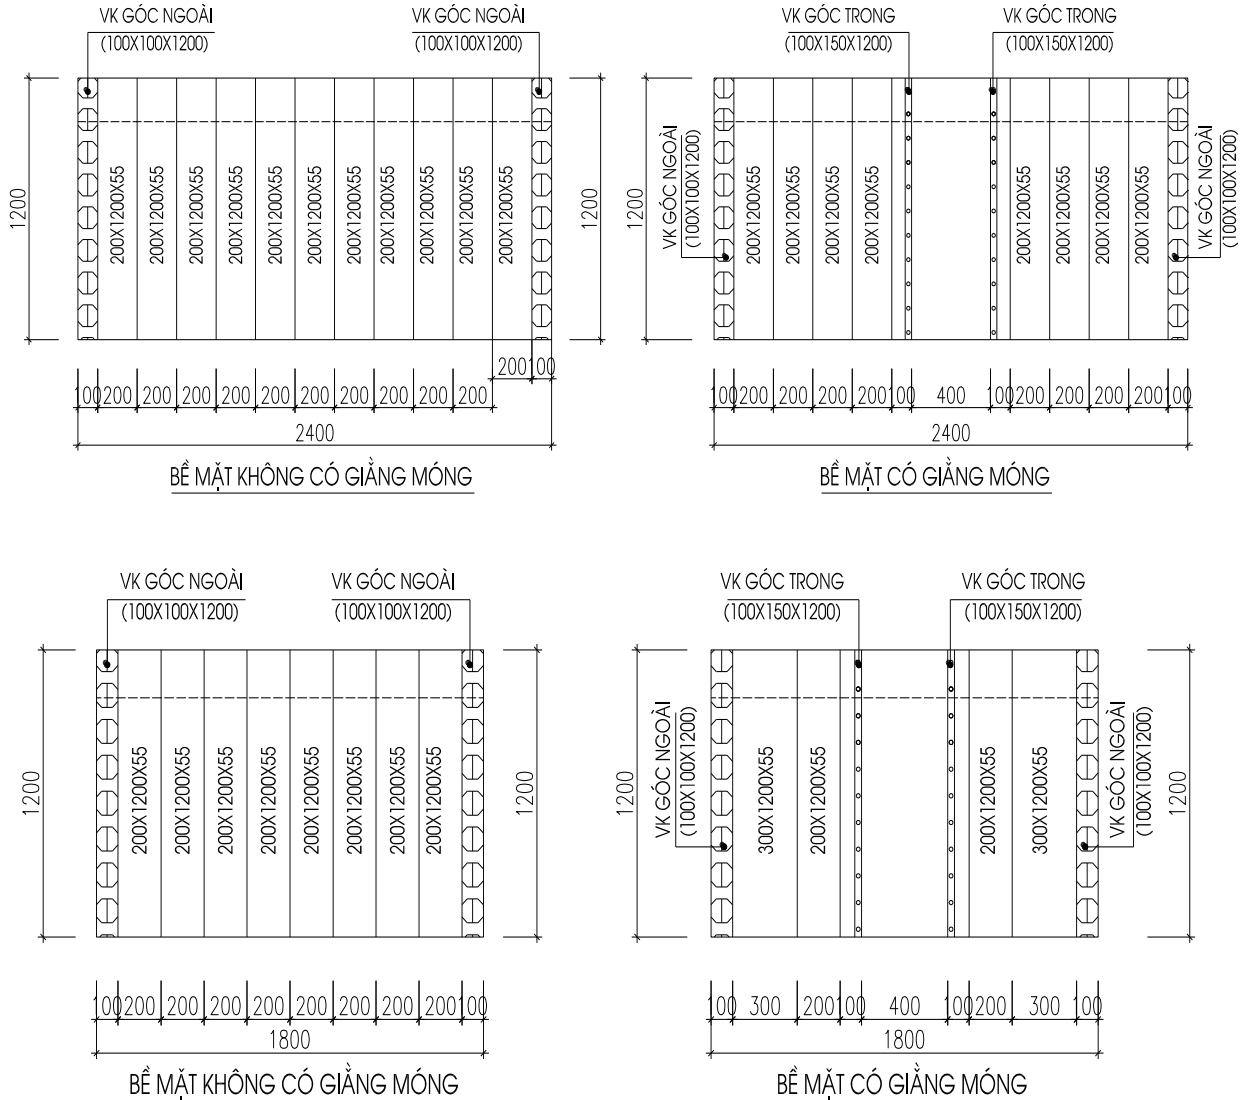 VK GÓC NGOÀI
(100X100X1200)
VK GÓC NGOÀI
(100X100X1200)
1200
200X1200X55
200X1200X55
200X1200X55
200X1200X55
200X1200X55
200X1200X55
200X1200X55
200X1200X55
200X1200X55
200X1200X55
200X1200X55
1200
200
100
100
200
200
200
200
200
200
200
200
200
200
2400
BỀ MẶT KHÔNG CÓ GIẰNG MÓNG
VK GÓC TRONG
(100X150X1200)
VK GÓC TRONG
(100X150X1200)
1200
VK GÓC NGOÀI
(100X100X1200)
200X1200X55
200X1200X55
200X1200X55
200X1200X55
200X1200X55
200X1200X55
200X1200X55
200X1200X55
VK GÓC NGOÀI
(100X100X1200)
100
200
200
200
200
100
400
100
200
200
200
200
100
2400
BỀ MẶT CÓ GIẰNG MÓNG
VK GÓC NGOÀI
(100X100X1200)
VK GÓC NGOÀI
(100X100X1200)
1200
200X1200X55
200X1200X55
200X1200X55
200X1200X55
200X1200X55
200X1200X55
200X1200X55
200X1200X55
1200
100
200
200
200
200
200
200
200
200
100
1800
BỀ MẶT KHÔNG CÓ GIẰNG MÓNG
VK GÓC TRONG
(100X150X1200)
VK GÓC TRONG
(100X150X1200)
1200
VK GÓC NGOÀI
(100X100X1200)
300X1200X55
200X1200X55
200X1200X55
300X1200X55
VK GÓC NGOÀI
(100X100X1200)
1200
100
300
200
100
400
100
200
300
100
1800
BỀ MẶT CÓ GIẰNG MÓNG